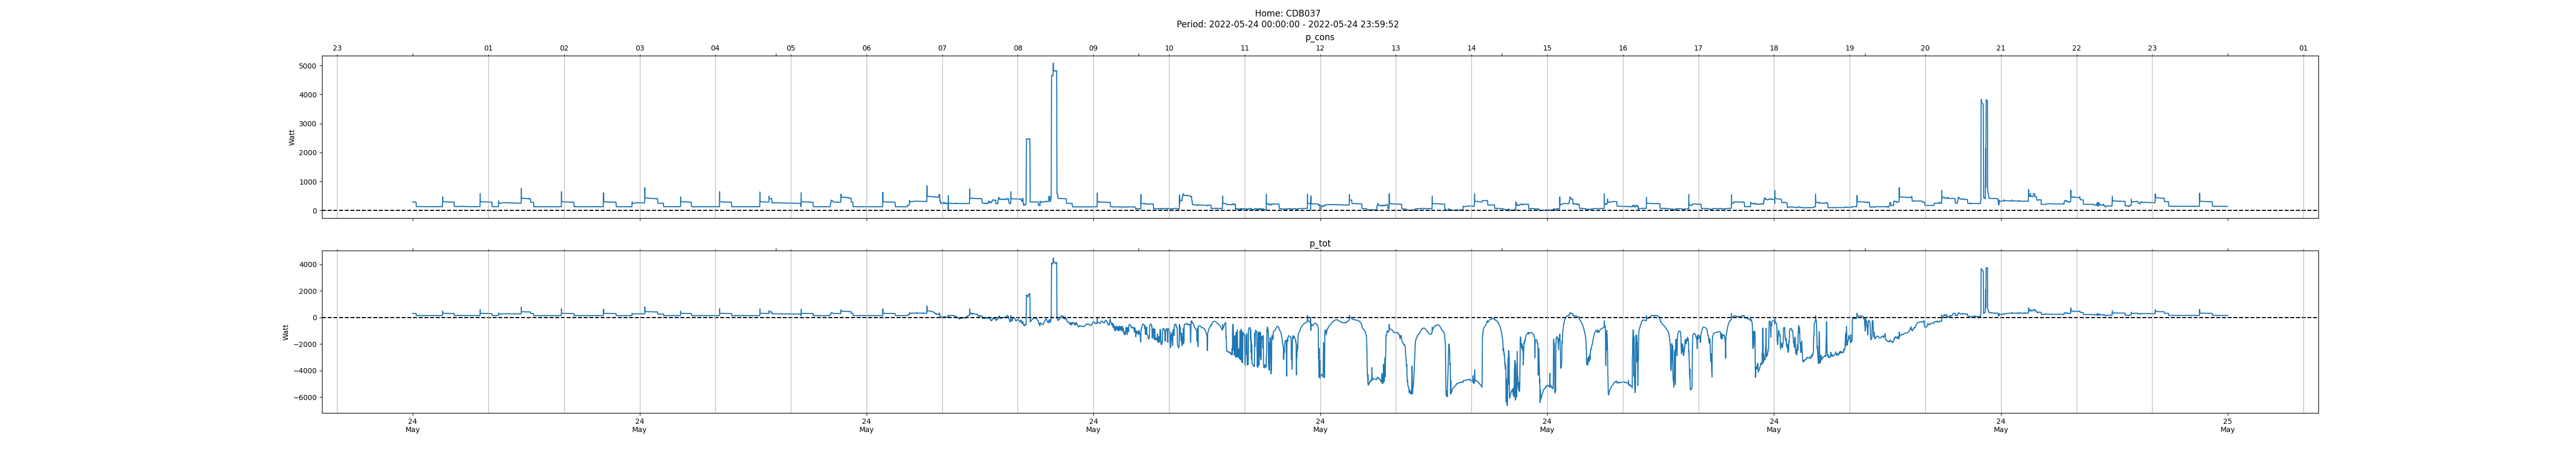 Home: CDB037
Period: 2022-05-24 00:00:00 - 2022-05-24 23:59:52
p_cons
23 01 02 03 04 05 06 07 08 09 10 11 12 13 14 15 16 17 18 19 20 21 22 23 01
5000
4000
3000
2000
1000
0
Watt
p_tot
4000
2000
0
−2000
−4000
−6000
Watt
24 24 24 24 24 24 24 24 25
May May May May May May May May May